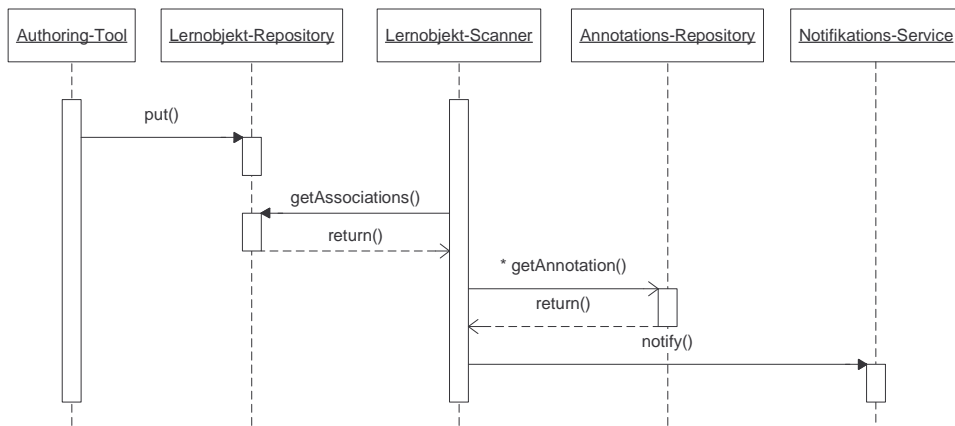 Authoring-Tool
Lernobjekt-Repository
Lernobjekt-Scanner
Annotations-Repository
Notifikations-Service
put()
getAssociations()
return()
* getAnnotation()
return()
notify()